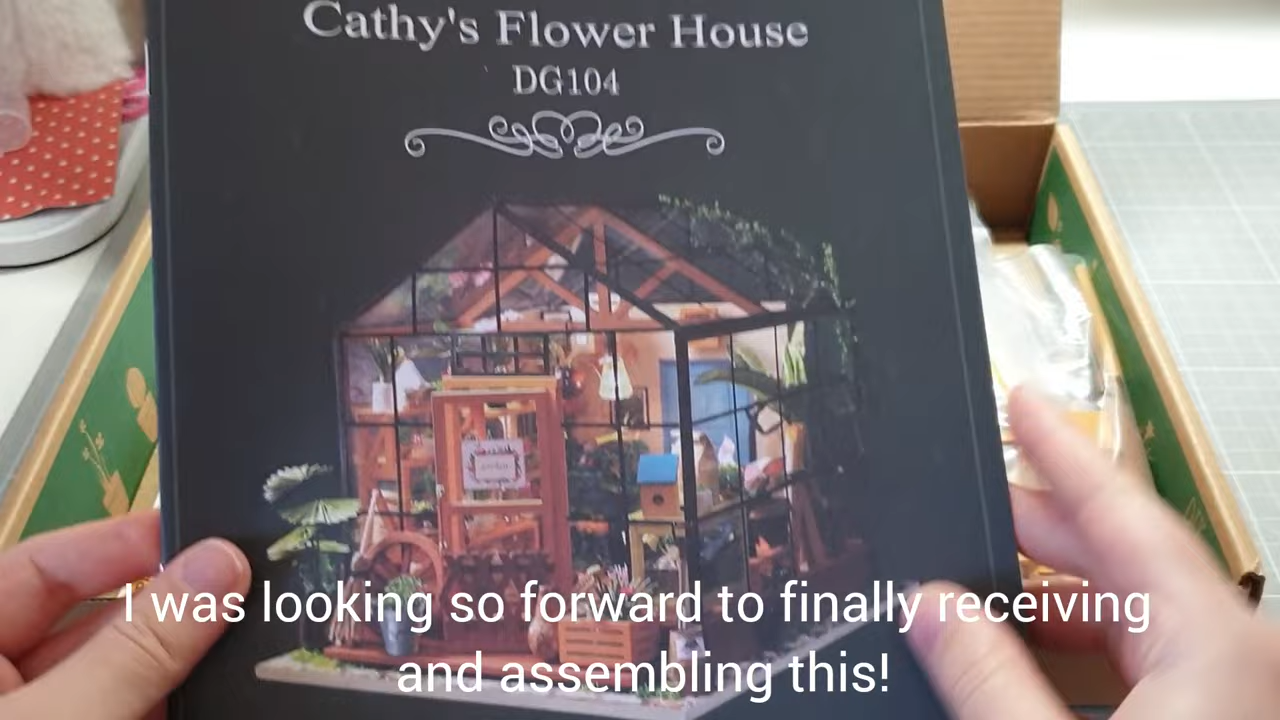 Cathy's Flower House
DG104
I was looking so forward to finally receiving
and assembling this!